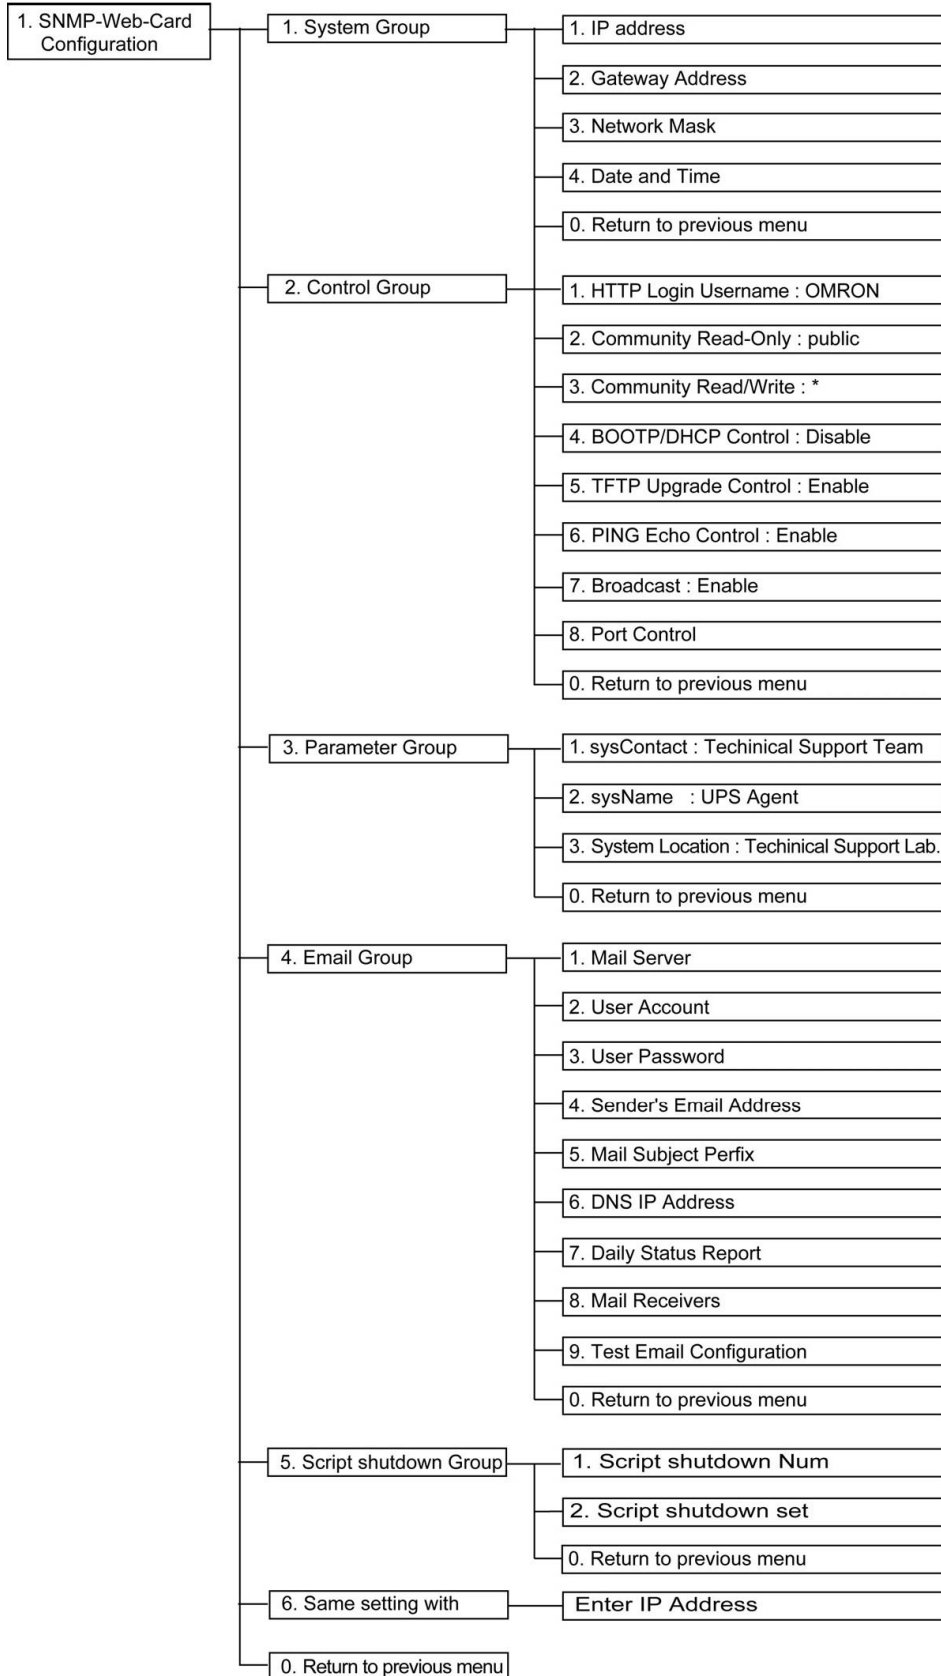 1. SNMP-Web-Card
Configuration
1. System Group
1. IP address
2. Gateway Address
3. Network Mask
4. Date and Time
0. Return to previous menu
2. Control Group
1. HTTP Login Username : OMRON
2. Community Read-Only : public
3. Community Read/Write : *
4. BOOTP/DHCP Control : Disable
5. TFTP Upgrade Control : Enable
6. PING Echo Control : Enable
7. Broadcast : Enable
8. Port Control
0. Return to previous menu
3. Parameter Group
1. sysContact : Techinical Support Team
2. sysName : UPS Agent
3. System Location : Techinical Support Lab.
0. Return to previous menu
4. Email Group
1. Mail Server
2. User Account
3. User Password
4. Sender's Email Address
5. Mail Subject Perfix
6. DNS IP Address
7. Daily Status Report
8. Mail Receivers
9. Test Email Configuration
0. Return to previous menu
5. Script shutdown Group
1. Script shutdown Num
2. Script shutdown set
0. Return to previous menu
6. Same setting with
Enter IP Address
0. Return to previous menu